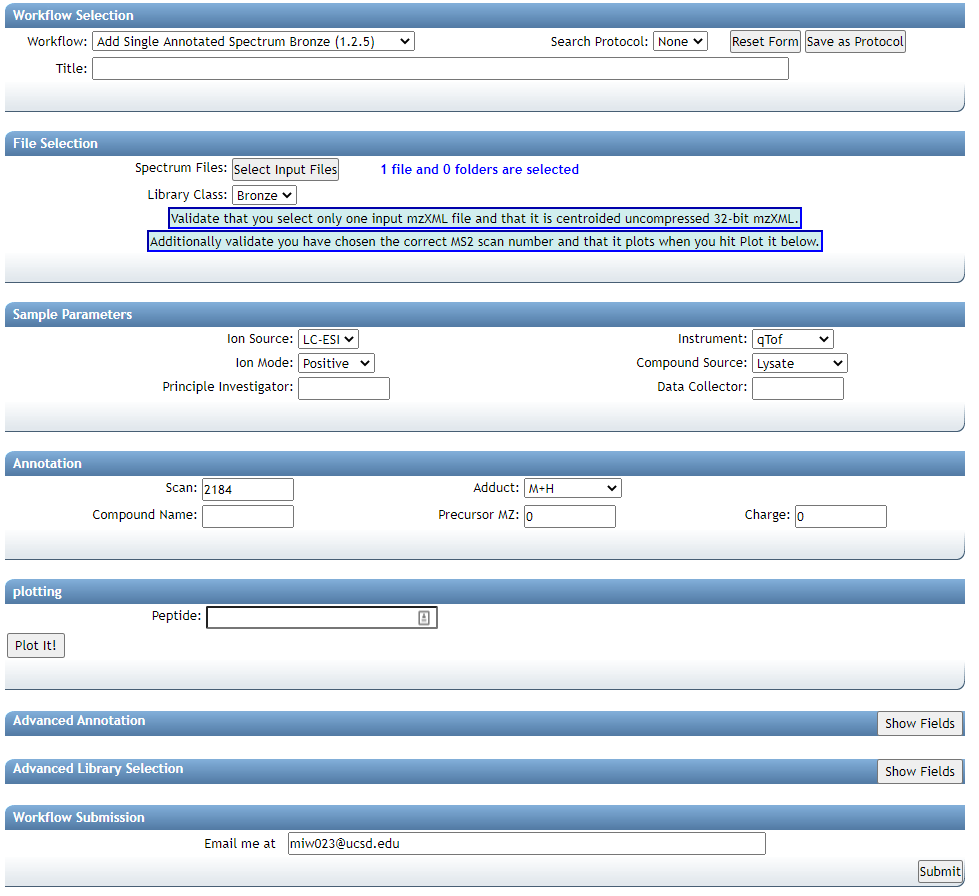 Workflow Selection
Workflow: Add Single Annotated Spectrum Bronze (1.2.5) Search Protocol: None Reset Form Save as Protocol
Title:
File Selection
Spectrum Files: Select Input Files 1 file and 0 folders are selected
Library Class: Bronze
Validate that you select only one input mzXML file and that it is centroided uncompressed 32-bit mzXML.
Additionally validate you have chosen the correct MS2 scan number and that it plots when you hit Plot it below.
Sample Parameters
Ion Source: LC-ESI Instrument: qTof
Ion Mode: Positive Compound Source: Lysate
Principle Investigator: Data Collector:
Annotation
Scan: 2184 Adduct: M+H
Compound Name: Precursor MZ: 0 Charge: 0
plotting
Peptide:
Plot It!
Advanced Annotation Show Fields
Advanced Library Selection Show Fields
Workflow Submission
Email me at miw023@ucsd.edu
Submit